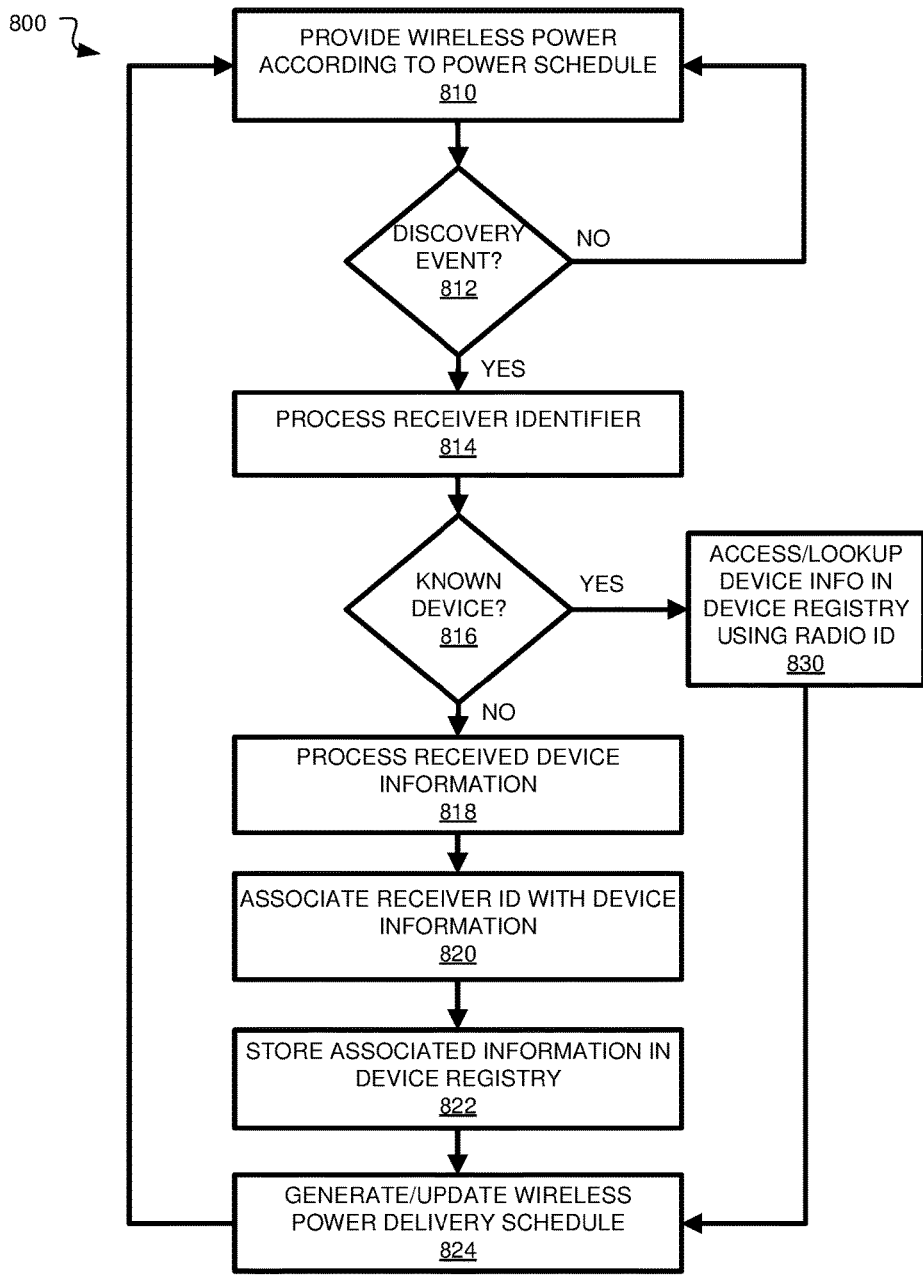 800
PROVIDE WIRELESS POWER
ACCORDING TO POWER SCHEDULE
810
DISCOVERY
EVENT?
812
NO
YES
PROCESS RECEIVER IDENTIFIER
814
KNOWN
DEVICE?
816
YES
ACCESS/LOOKUP
DEVICE INFO IN
DEVICE REGISTRY
USING RADIO ID
830
NO
PROCESS RECEIVED DEVICE
INFORMATION
818
ASSOCIATE RECEIVER ID WITH DEVICE
INFORMATION
820
STORE ASSOCIATED INFORMATION IN
DEVICE REGISTRY
822
GENERATE/UPDATE WIRELESS
POWER DELIVERY SCHEDULE
824